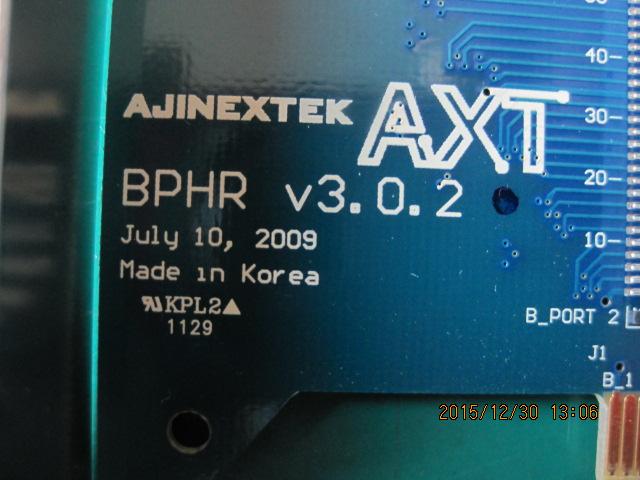 AJINEXTEK AXT
BPHR v3.0.2
July 10, 2009
Made in Korea
KPL2▲
1129
40-
30-
20-
10-
B_PORT 2
J1
B_1
2015/12/30 13:06